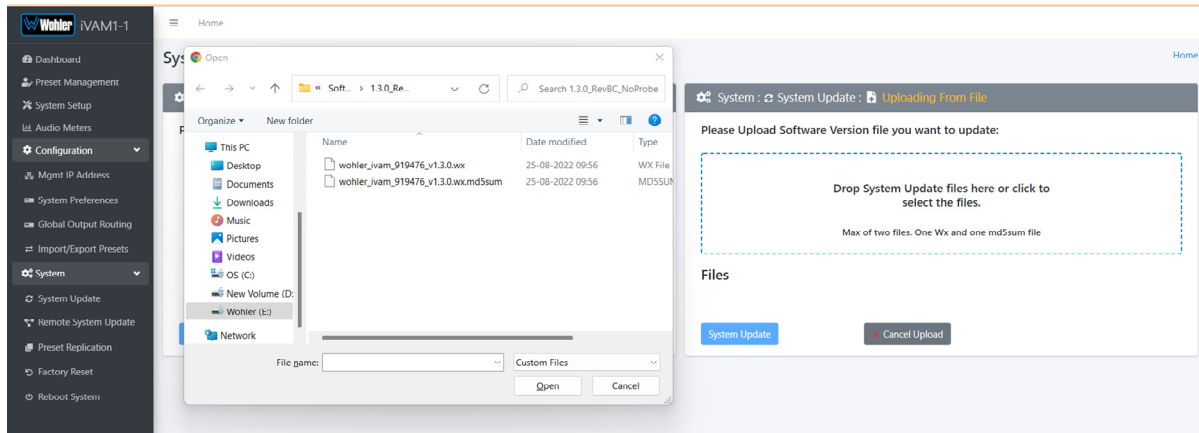 Wohler iVAM1-1
Home
Dashboard
Preset Management
System Setup
Audio Meters
Configuration
Mgmt IP Address
System Preferences
Global Output Routing
Import/Export Presets
System
System Update
Remote System Update
Preset Replication
Factory Reset
Reboot System
Sys
Home
Open
« Soft... › 1.3.0_Re...
Search 1.3.0_RevBC_NoProbe
Organize
New folder
This PC
Desktop
Documents
Downloads
Music
Pictures
Videos
OS (C:)
New Volume (D:
Wohler (E:)
Network
Name Date modified Type
wohler_ivam_919476_v1.3.0.wx 25-08-2022 09:56 WX File
wohler_ivam_919476_v1.3.0.wx.md5sum 25-08-2022 09:56 MD5SUM
File name:
Custom Files
Open
Cancel
System : System Update : Uploading From File
Please Upload Software Version file you want to update:
Drop System Update files here or click to
select the files.
Max of two files. One Wx and one md5sum file
Files
System Update
Cancel Upload